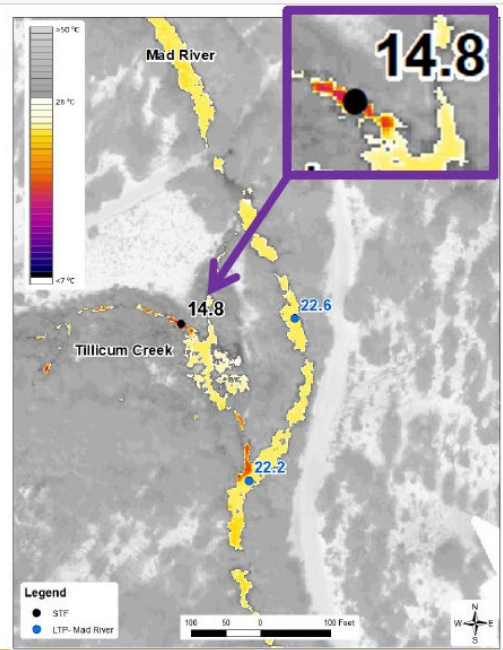 >50 °C
26 °C
<7 °C
Mad River
14.8
14.8
22.6
Tillicum Creek
22.2
Legend
STF
LTP- Mad River
100 50 0 100 Feet
N
W E
S